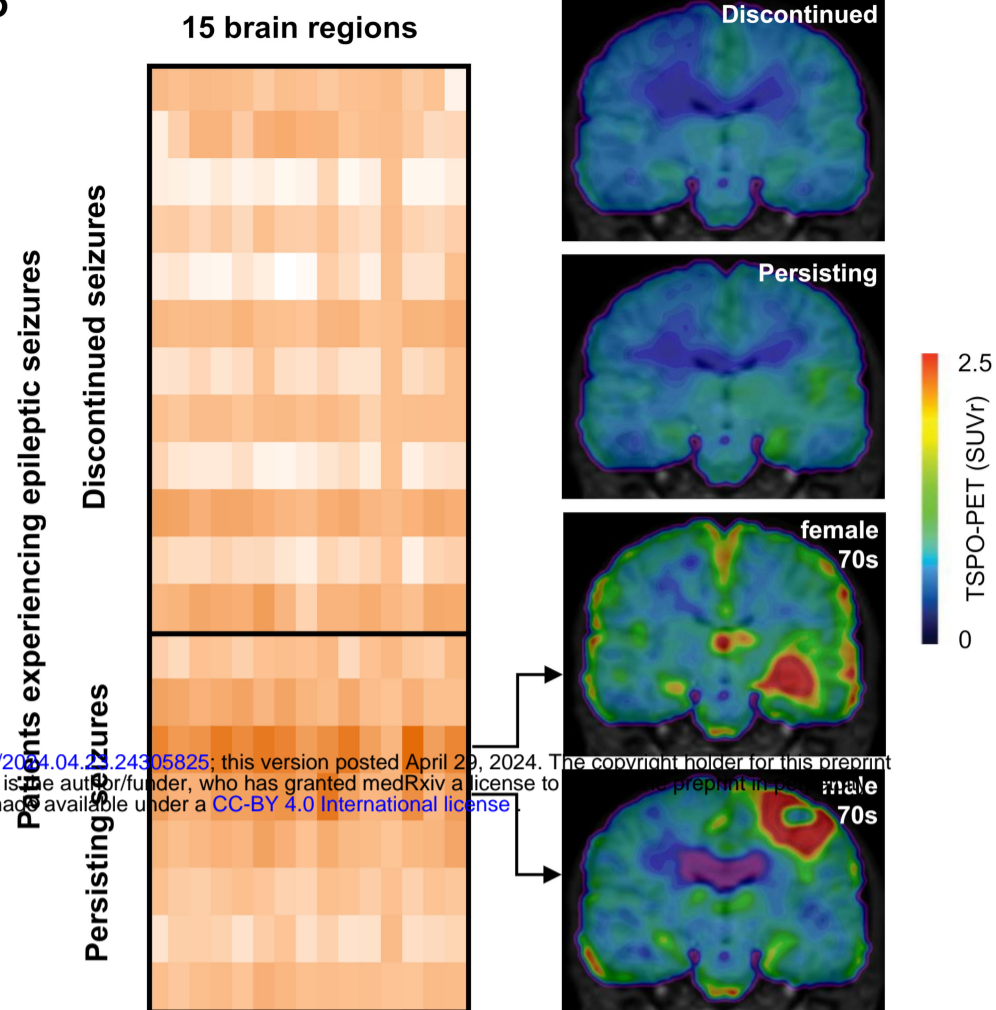 15 brain regions
Patients experiencing epileptic seizures
Discontinued seizures
Persisting seizures
Discontinued
Persisting
female
70s
70s
2.5
TSPO-PET (SUVr)
0
/2024.04.23.24305825; this version posted April 29, 2024. The copyright holder for this preprint
is the author/funder, who has granted medRxiv a license to preprint in
available under a CC-BY 4.0 International license .